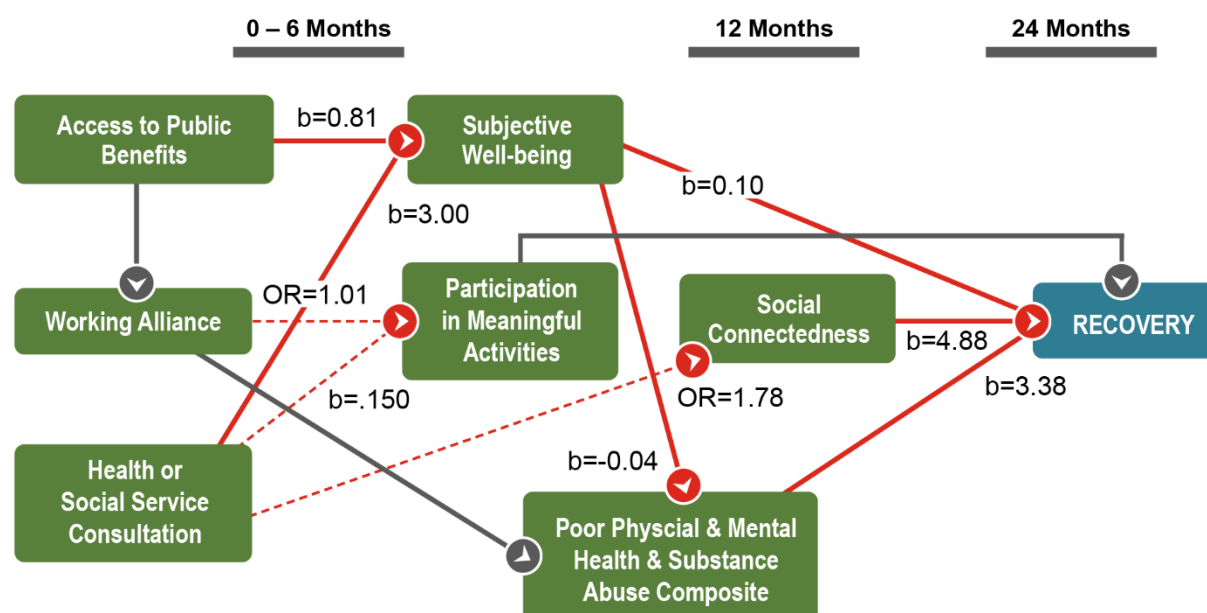 0 – 6 Months
12 Months
24 Months
Access to Public
Benefits
b=0.81
Subjective
Well-being
b=0.10
b=3.00
Working Alliance
OR=1.01
Participation
in Meaningful
Activities
Social
Connectedness
b=4.88
RECOVERY
b=.150
OR=1.78
b=3.38
Health or
Social Service
Consultation
b=-0.04
Poor Physcial & Mental
Health & Substance
Abuse Composite